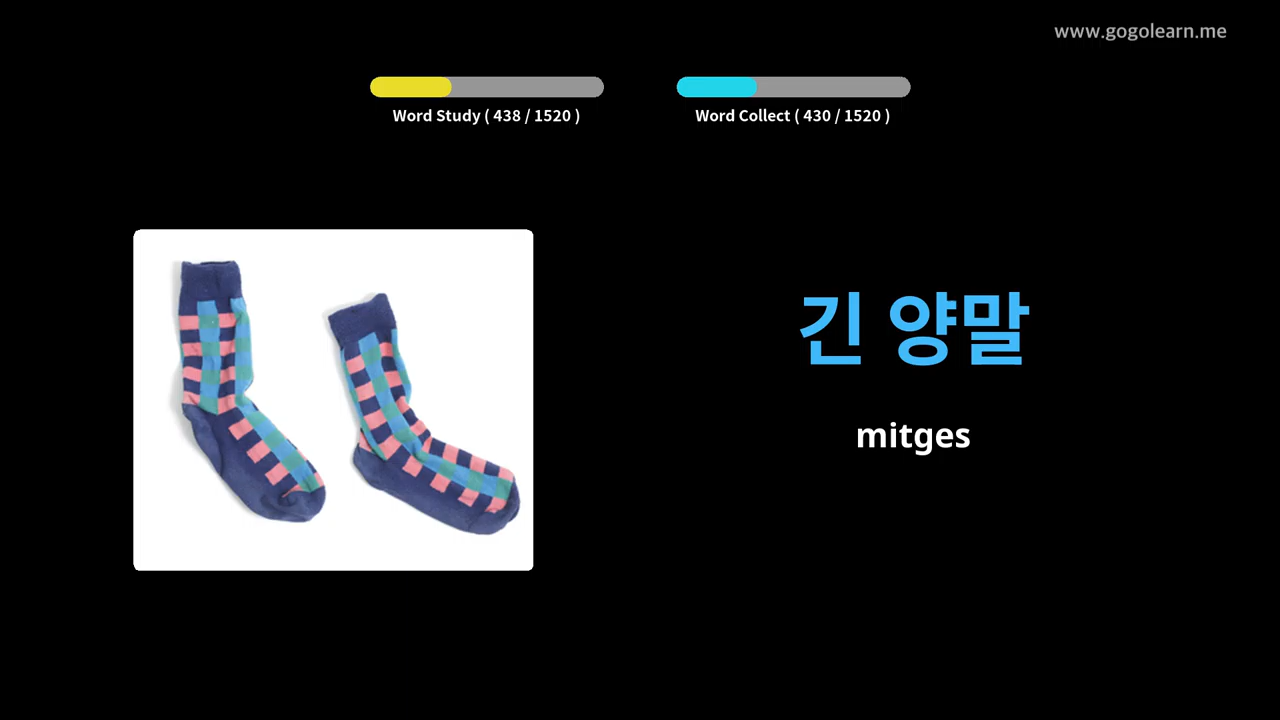 www.gogolearn.me
Word Study ( 438 / 1520 )
Word Collect ( 430 / 1520 )
긴 양말
mitges